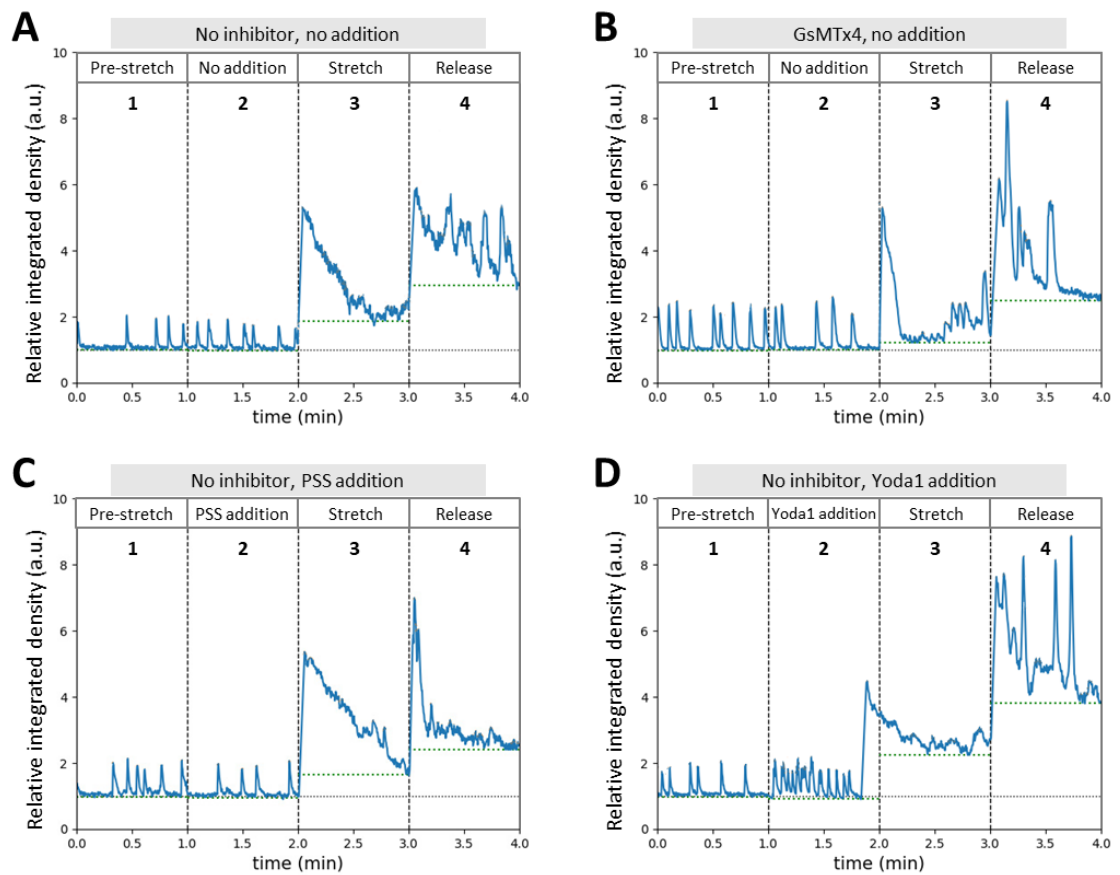 A
No inhibitor, no addition
Pre-stretch No addition Stretch Release
1 2 3 4
Relative integrated density (a.u.)
10
8
6
4
2
0
0.0 0.5 1.0 1.5 2.0 2.5 3.0 3.5 4.0
time (min)
B
GsMTx4, no addition
Pre-stretch No addition Stretch Release
1 2 3 4
Relative integrated density (a.u.)
10
8
6
4
2
0
0.0 0.5 1.0 1.5 2.0 2.5 3.0 3.5 4.0
time (min)
C
No inhibitor, PSS addition
Pre-stretch PSS addition Stretch Release
1 2 3 4
Relative integrated density (a.u.)
10
8
6
4
2
0
0.0 0.5 1.0 1.5 2.0 2.5 3.0 3.5 4.0
time (min)
D
No inhibitor, Yoda1 addition
Pre-stretch Yoda1 addition Stretch Release
1 2 3 4
Relative integrated density (a.u.)
10
8
6
4
2
0
0.0 0.5 1.0 1.5 2.0 2.5 3.0 3.5 4.0
time (min)